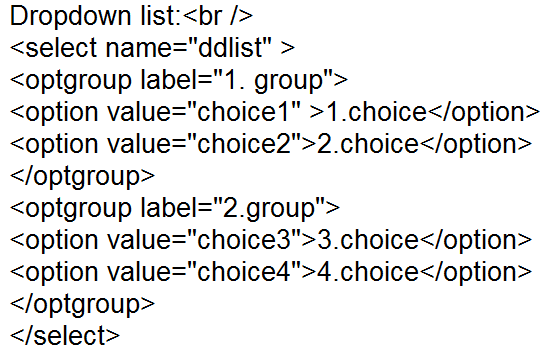 Dropdown list:<br />
<select name="ddlist" >
<optgroup label="1. group">
<option value="choice1" >1.choice</option>
<option value="choice2">2.choice</option>
</optgroup>
<optgroup label="2.group">
<option value="choice3">3.choice</option>
<option value="choice4">4.choice</option>
</optgroup>
</select>